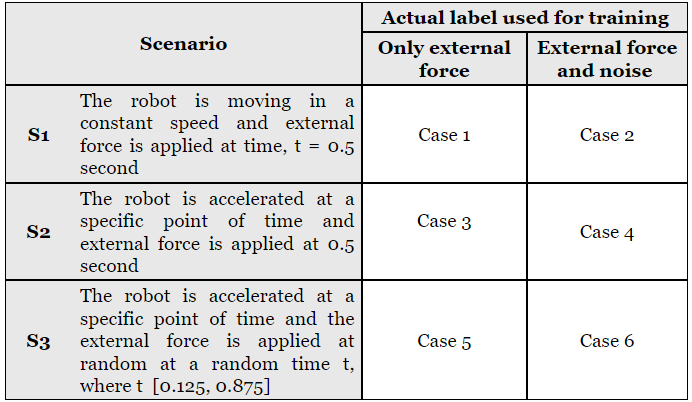 Scenario
Actual label used for training
Only external
force
External force
and noise
S1
The robot is moving in a
constant speed and external
force is applied at time, t = 0.5
second
Case 1
Case 2
S2
The robot is accelerated at a
specific point of time and
external force is applied at 0.5
second
Case 3
Case 4
S3
The robot is accelerated at a
specific point of time and the
external force is applied at
random at a random time t,
where t [0.125, 0.875]
Case 5
Case 6